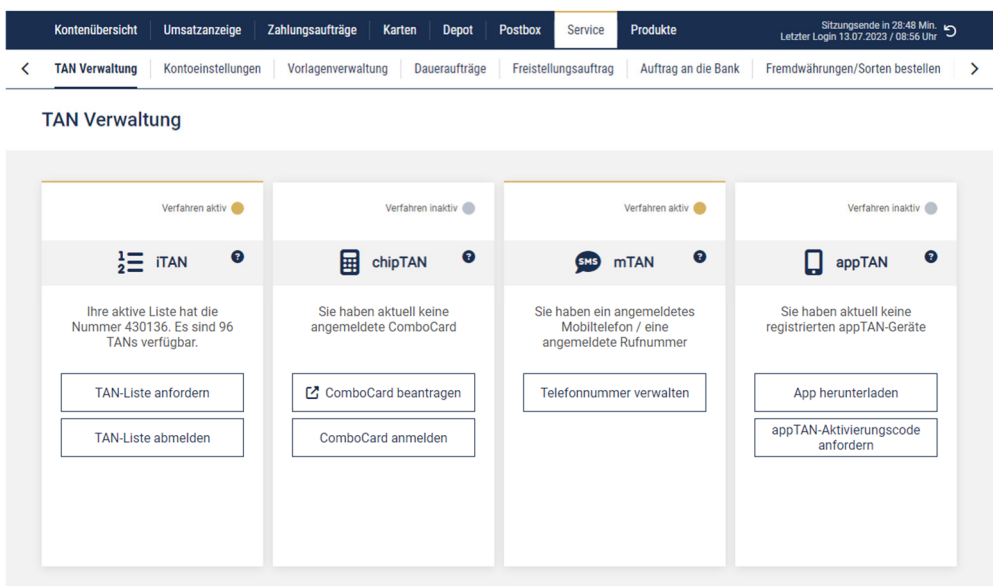 Kontenübersicht Umsatzanzeige Zahlungsaufträge Karten Depot Postbox Service Produkte
Sitzungsende in 28:48 Min.
Letzter Login 13.07.2023 / 08:56 Uhr
TAN Verwaltung Kontoeinstellungen Vorlagenverwaltung Daueraufträge Freistellungsauftrag Auftrag an die Bank Fremdwährungen/Sorten bestellen
TAN Verwaltung
Verfahren aktiv
1
2
iTAN
?
Ihre aktive Liste hat die
Nummer 430136. Es sind 96
TANs verfügbar.
TAN-Liste anfordern
TAN-Liste abmelden
Verfahren inaktiv
chipTAN
?
Sie haben aktuell keine
angemeldete ComboCard
ComboCard beantragen
ComboCard anmelden
Verfahren aktiv
SMS
mTAN
?
Sie haben ein angemeldetes
Mobiltelefon / eine
angemeldete Rufnummer
Telefonnummer verwalten
Verfahren inaktiv
appTAN
?
Sie haben aktuell keine
registrierten appTAN-Geräte
App herunterladen
appTAN-Aktivierungscode
anfordern